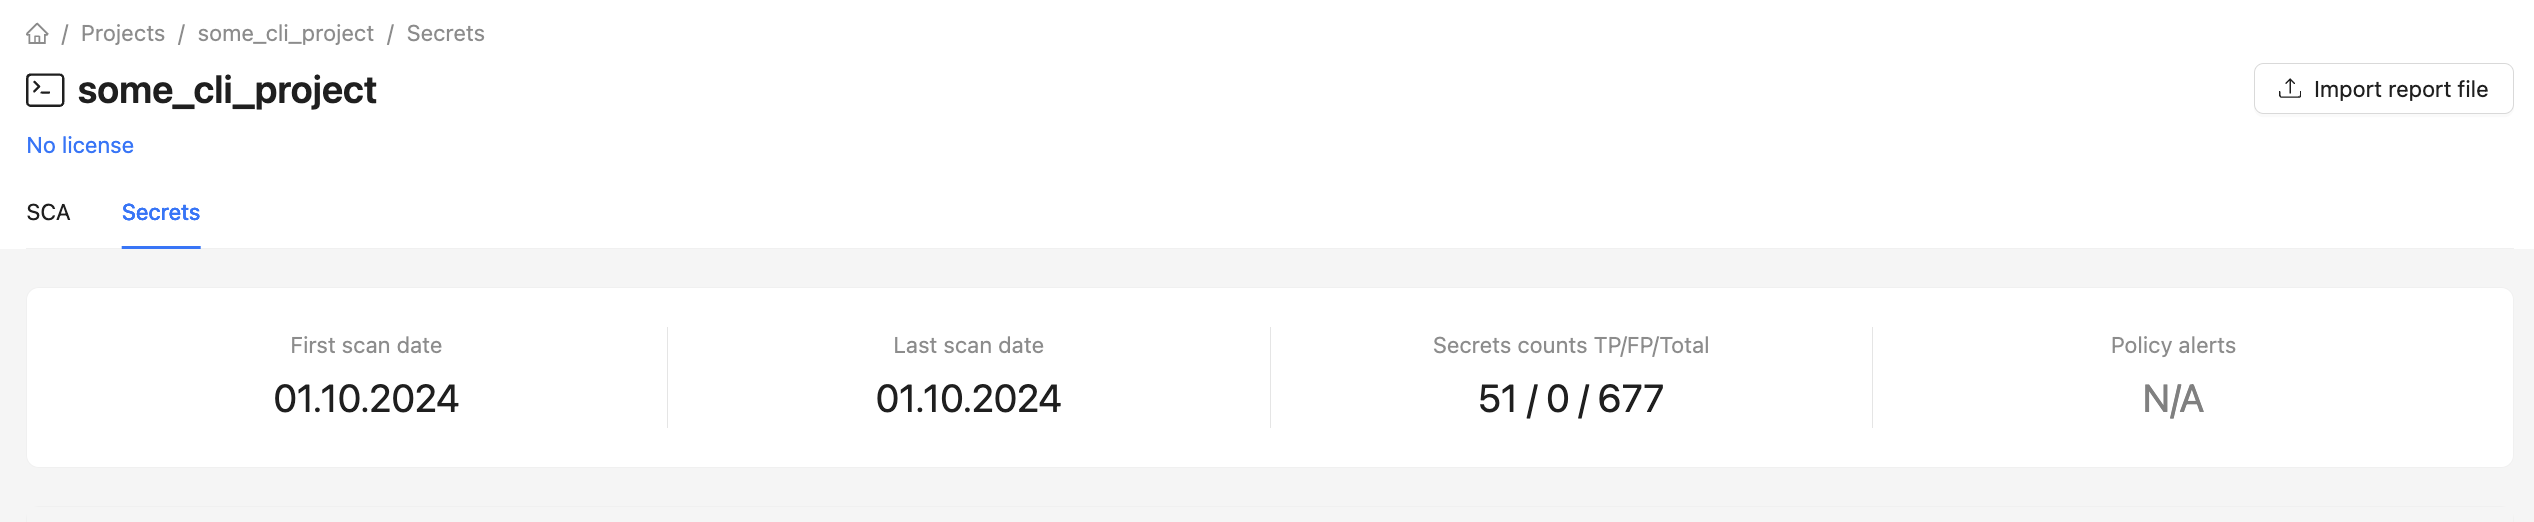 / Projects / some_cli_project / Secrets
some_cli_project
Import report file
No license
SCA Secrets
First scan date Last scan date Secrets counts TP/FP/Total Policy alerts
01.10.2024 01.10.2024 51 / 0 / 677 N/A